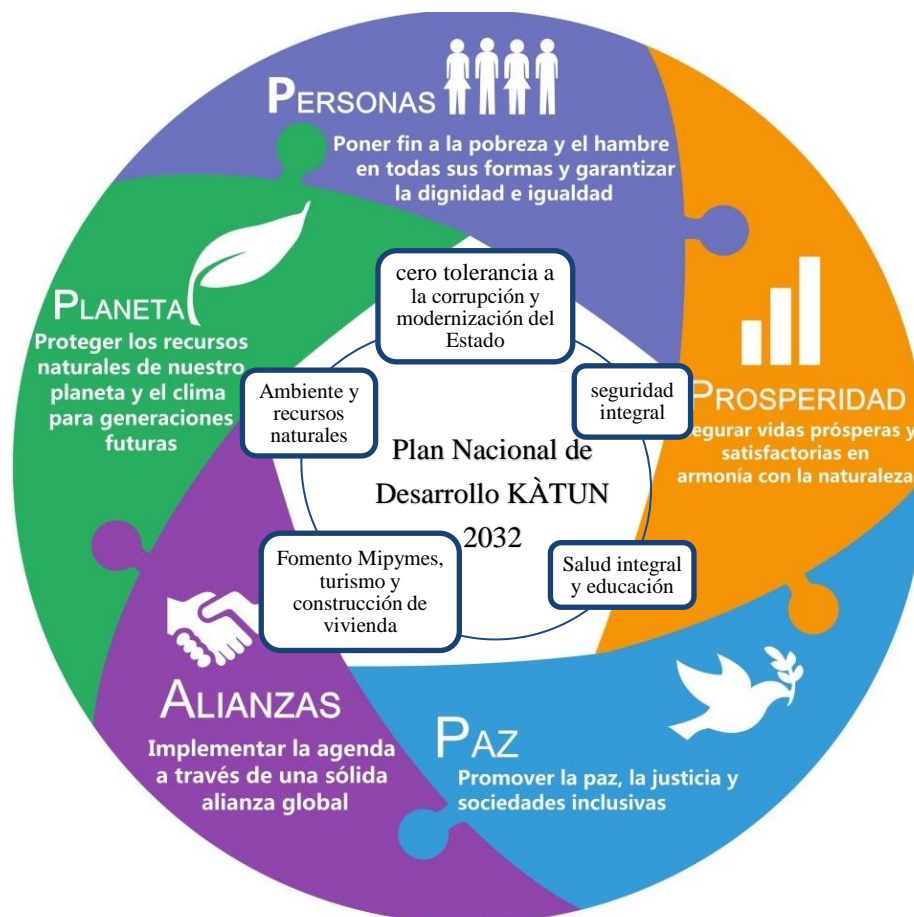 PERSONAS
Poner fin a la pobreza y el hambre
en todas sus formas y garantizar
la dignidad e igualdad
PLANETA
Proteger los recursos
naturales de nuestro
planeta y el clima
para generaciones
futuras
PROSPERIDAD
egurar vidas prósperas y
satisfactorias en
armonía con la naturaleza
cero tolerancia a
la corrupción y
modernización del
Estado
seguridad
integral
Ambiente y
recursos
naturales
Plan Nacional de
Desarrollo KÀTUN
2032
Fomento Mipymes,
turismo y
construcción de
vivienda
Salud integral
y educación
ALIANZAS
Implementar la agenda
a través de una sólida
alianza global
PAZ
Promover la paz, la justicia y
sociedades inclusivas